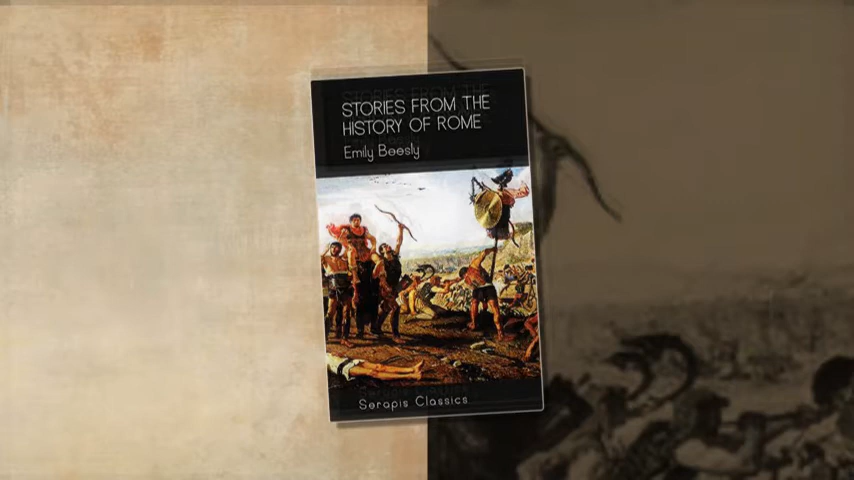 STORIES FROM THE
HISTORY OF ROME
Emily Beesly
Serapis Classics